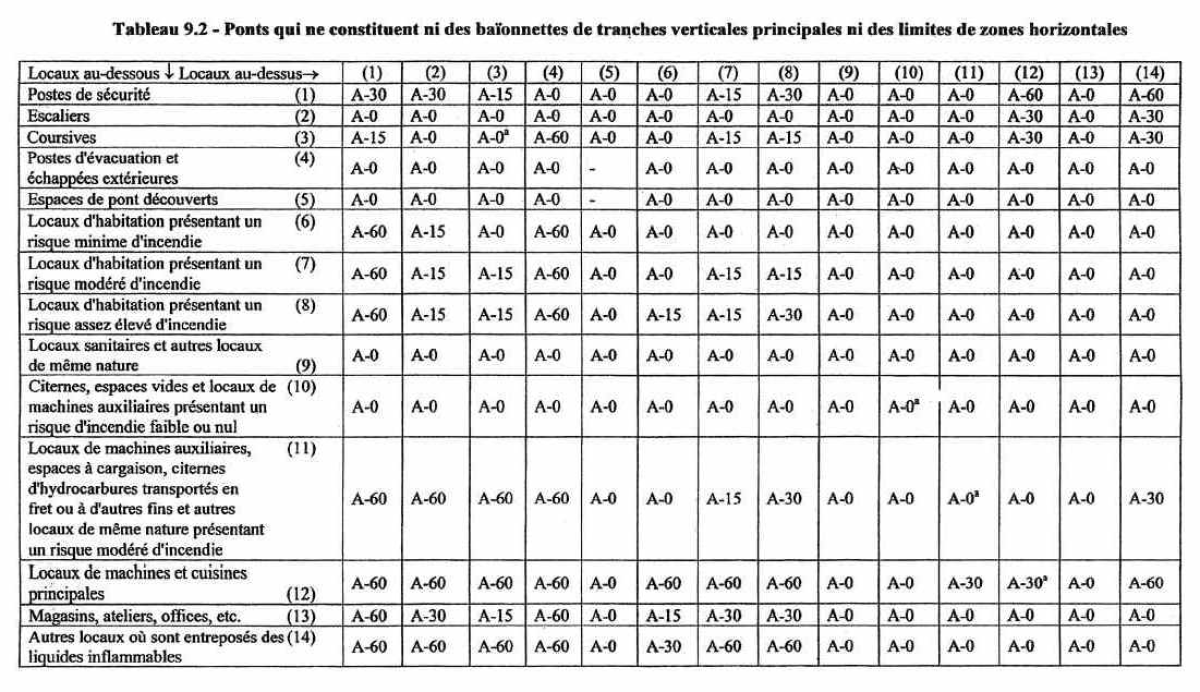 Tableau 9.2 - Ponts qui ne constituent ni des baïonnettes de tranches verticales principales ni des limites de zones horizontales
Locaux au-dessous ↓ Locaux au-dessus→ (1) (2) (3) (4) (5) (6) (7) (8) (9) (10) (11) (12) (13) (14)
Postes de sécurité (1) A-30 A-30 A-15 A-0 A-0 A-0 A-15 A-30 A-0 A-0 A-0 A-60 A-0 A-60
Escaliers (2) A-0 A-0 A-0 A-0 A-0 A-0 A-0 A-0 A-0 A-0 A-0 A-30 A-0 A-30
Coursives (3) A-15 A-0 A-0ª A-60 A-0 A-0 A-15 A-15 A-0 A-0 A-0 A-30 A-0 A-30
Postes d'évacuation et (4)
échappées extérieures
A-0 A-0 A-0 A-0 - A-0 A-0 A-0 A-0 A-0 A-0 A-0 A-0 A-0
Espaces de pont découverts (5) A-0 A-0 A-0 A-0 - A-0 A-0 A-0 A-0 A-0 A-0 A-0 A-0 A-0
Locaux d'habitation présentant un (6)
risque minime d'incendie
A-60 A-15 A-0 A-60 A-0 A-0 A-0 A-0 A-0 A-0 A-0 A-0 A-0 A-0
Locaux d'habitation présentant un (7)
risque modéré d'incendie
A-60 A-15 A-15 A-60 A-0 A-0 A-15 A-15 A-0 A-0 A-0 A-0 A-0 A-0
Locaux d'habitation présentant un (8)
risque assez élevé d'incendie
A-60 A-15 A-15 A-60 A-0 A-15 A-15 A-30 A-0 A-0 A-0 A-0 A-0 A-0
Locaux sanitaires et autres locaux
de même nature (9)
A-0 A-0 A-0 A-0 A-0 A-0 A-0 A-0 A-0 A-0 A-0 A-0 A-0 A-0
Citernes, espaces vides et locaux de (10)
machines auxiliaires présentant un
risque d'incendie faible ou nul
A-0 A-0 A-0 A-0 A-0 A-0 A-0 A-0 A-0 A-0ª A-0 A-0 A-0 A-0
Locaux de machines auxiliaires, (11)
espaces à cargaison, citernes
d'hydrocarbures transportés en
fret ou à d'autres fins et autres
locaux de même nature présentant
un risque modéré d'incendie
A-60 A-60 A-60 A-60 A-0 A-0 A-15 A-30 A-0 A-0 A-0ª A-0 A-0 A-30
Locaux de machines et cuisines
principales (12)
A-60 A-60 A-60 A-60 A-0 A-60 A-60 A-60 A-0 A-0 A-30 A-30ª A-0 A-60
Magasins, ateliers, offices, etc. (13) A-60 A-30 A-15 A-60 A-0 A-15 A-30 A-30 A-0 A-0 A-0 A-0 A-0 A-0
Autres locaux où sont entreposés des (14)
liquides inflammables
A-60 A-60 A-60 A-60 A-0 A-30 A-60 A-60 A-0 A-0 A-0 A-0 A-0 A-0